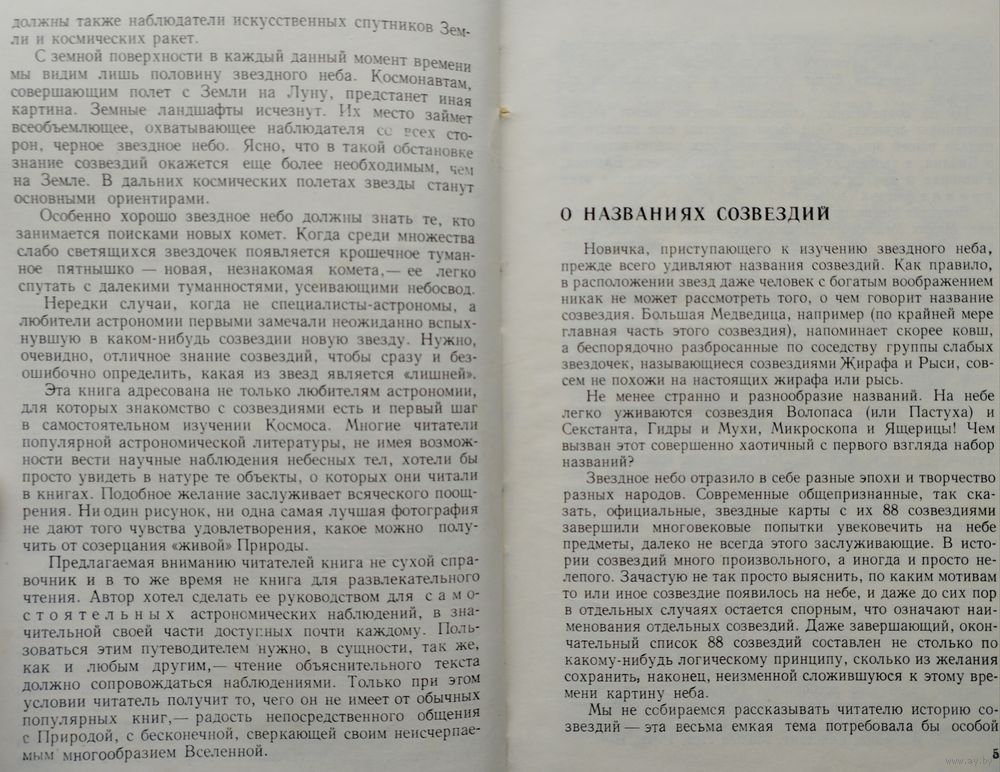 должны также наблюдатели искусственных спутников Зем-
ли и космических ракет.
С земной поверхности в каждый данный момент времени
мы видим лишь половину звездного неба. Космонавтам,
совершающим полет с Земли на Луну, предстанет иная
картина. Земные ландшафты исчезнут. Их место займет
всеобъемлющее, охватывающее наблюдателя со всех сто-
рон, черное звездное небо. Ясно, что в такой обстановке
знание созвездий окажется еще более необходимым, чем
на Земле. В дальних космических полетах звезды станут
основными ориентирами.
Особенно хорошо звездное небо должны знать те, кто
занимается поисками новых комет. Когда среди множества
слабо светящихся звездочек появляется крошечное туман-
ное пятнышко — новая, незнакомая комета,— ее легко
спутать с далекими туманностями, усеивающими небосвод.
Нередки случаи, когда не специалисты-астрономы, а
любители астрономии первыми замечали неожиданно вспых-
нувшую в каком-нибудь созвездии новую звезду. Нужно,
очевидно, отличное знание созвездий, чтобы сразу и без-
ошибочно определить, какая из звезд является «лишней».
Эта книга адресована не только любителям астрономии,
для которых знакомство с созвездиями есть и первый шаг
в самостоятельном изучении Космоса. Многие читатели
популярной астрономической литературы, не имея возмож-
ности вести научные наблюдения небесных тел, хотели бы
просто увидеть в натуре те объекты, о которых они читали
в книгах. Подобное желание заслуживает всяческого поощ-
рения. Ни один рисунок, ни одна самая лучшая фотография
не дают того чувства удовлетворения, какое можно полу-
чить от созерцания «живой» Природы.
Предлагаемая вниманию читателей книга не сухой спра-
вочник и в то же время не книга для развлекательного
чтения. Автор хотел сделать ее руководством для само-
стоятельных астрономических наблюдений, в зна-
чительной своей части доступных почти каждому. Поль-
зоваться этим путеводителем нужно, в сущности, так же,
как и любым другим,— чтение объяснительного текста
должно сопровождаться наблюдениями. Только при этом
условии читатель получит то, чего он не имеет от обычных
популярных книг,— радость непосредственного общения
с Природой, с бесконечной, сверкающей своим неисчерпае-
мым многообразием Вселенной.
О НАЗВАНИЯХ СОЗВЕЗДИЙ
Новичка, приступающего к изучению звездного неба,
прежде всего удивляют названия созвездий. Как правило,
в расположении звезд даже человек с богатым воображением
никак не может рассмотреть того, о чем говорит название
созвездия. Большая Медведица, например (по крайней мере
главная часть этого созвездия), напоминает скорее ковш,
а беспорядочно разбросанные по соседству группы слабых
звездочек, называющиеся созвездиями Жирафа и Рыси, сов-
сем не похожи на настоящих жирафа или рысь.
Не менее странно и разнообразие названий. На небе
легко уживаются созвездия Волопаса (или Пастуха) и
Секстанта, Гидры и Мухи, Микроскопа и Ящерицы! Чем
вызван этот совершенно хаотичный с первого взгляда набор
названий?
Звездное небо отразило в себе разные эпохи и творчество
разных народов. Современные общепризнанные, так ска-
зать, официальные, звездные карты с их 88 созвездиями
завершили многовековые попытки увековечить на небе
предметы, далеко не всегда этого заслуживающие. В исто-
рии созвездий много произвольного, а иногда и просто не-
лепого. Зачастую не так просто выяснить, по каким мотивам
то или иное созвездие появилось на небе, и даже до сих пор
в отдельных случаях остается спорным, что означают наи-
менования отдельных созвездий. Даже завершающий, окон-
чательный список 88 созвездий составлен не столько по
какому-нибудь логическому принципу, сколько из желания
сохранить, наконец, неизменной сложившуюся к этому вре-
мени картину неба.
Мы не собираемся рассказывать читателю историю со-
звездий — эта весьма емкая тема потребовала бы особой
5
www.ay.by